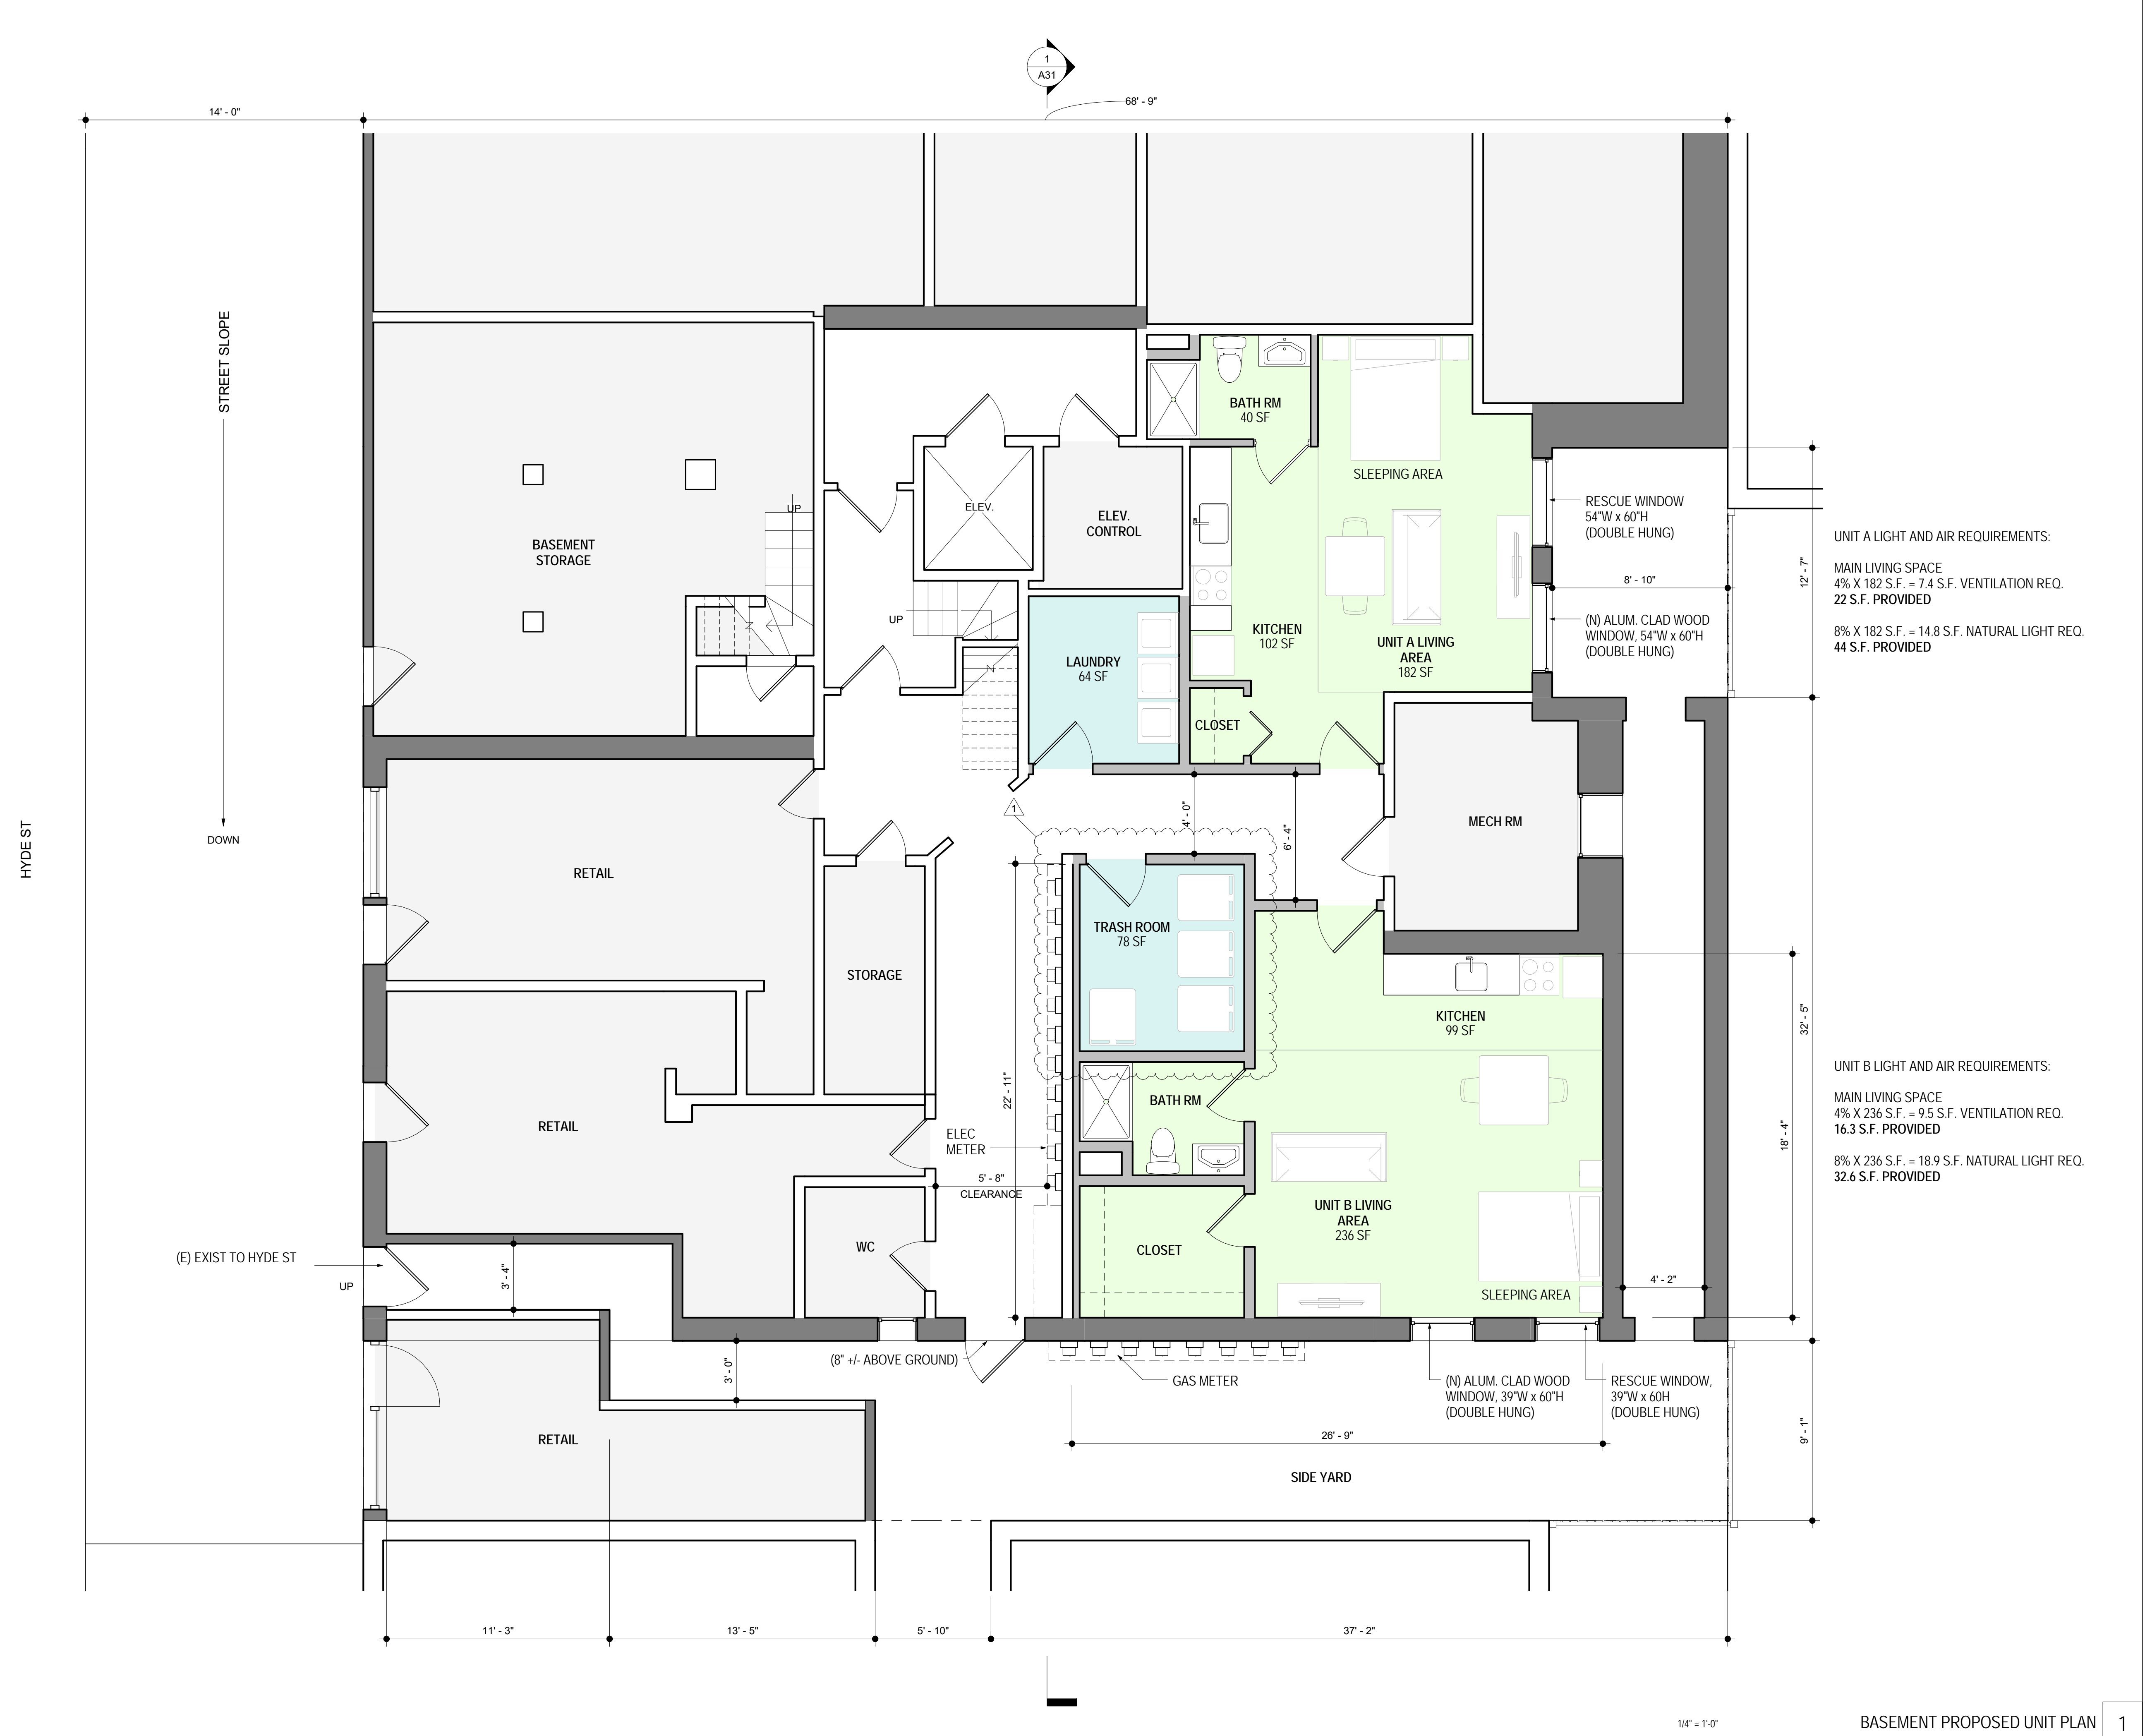 1
A31
14' - 0"
68' - 9"
STREET SLOPE
DOWN
HYDE ST
BASEMENT
STORAGE
UP
ELEV.
ELEV.
CONTROL
UP
BATH RM
40 SF
SLEEPING AREA
KITCHEN
102 SF
UNIT A LIVING
AREA
182 SF
LAUNDRY
64 SF
CLOSET
RESCUE WINDOW
54"W x 60"H
(DOUBLE HUNG)
8' - 10"
12' - 7"
(N) ALUM. CLAD WOOD
WINDOW, 54"W x 60"H
(DOUBLE HUNG)
UNIT A LIGHT AND AIR REQUIREMENTS:
MAIN LIVING SPACE
4% X 182 S.F. = 7.4 S.F. VENTILATION REQ.
22 S.F. PROVIDED
8% X 182 S.F. = 14.8 S.F. NATURAL LIGHT REQ.
44 S.F. PROVIDED
1
4' - 0"
6' - 4"
MECH RM
RETAIL
STORAGE
TRASH ROOM
78 SF
KITCHEN
99 SF
32' - 5"
18' - 4"
22' - 11"
RETAIL
BATH RM
ELEC
METER
5' - 8"
CLEARANCE
UNIT B LIVING
AREA
236 SF
UNIT B LIGHT AND AIR REQUIREMENTS:
MAIN LIVING SPACE
4% X 236 S.F. = 9.5 S.F. VENTILATION REQ.
16.3 S.F. PROVIDED
8% X 236 S.F. = 18.9 S.F. NATURAL LIGHT REQ.
32.6 S.F. PROVIDED
WC
CLOSET
(E) EXIST TO HYDE ST
UP
3' - 4"
4' - 2"
SLEEPING AREA
(8" +/- ABOVE GROUND)
3' - 0"
GAS METER
(N) ALUM. CLAD WOOD
WINDOW, 39"W x 60"H
(DOUBLE HUNG)
RESCUE WINDOW,
39"W x 60H
(DOUBLE HUNG)
RETAIL
26' - 9"
9' - 1"
SIDE YARD
11' - 3"
13' - 5"
5' - 10"
37' - 2"
1/4" = 1'-0"
BASEMENT PROPOSED UNIT PLAN
1